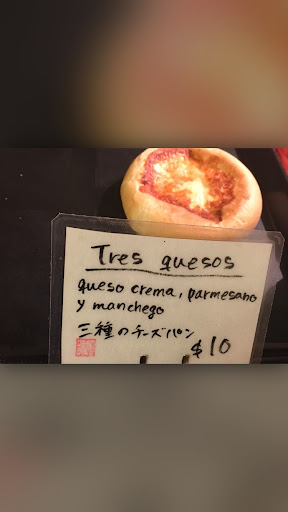 Tres quesos
queso crema, parmesano
y manchego
三種のチーズパン
$10